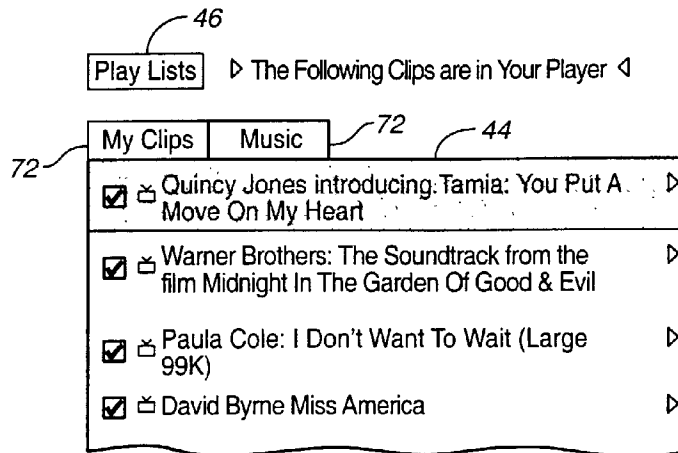 46
Play Lists ▷ The Following Clips are in Your Player ◁
My Clips Music 72 44
72
Quincy Jones introducing Tamia: You Put A ▷
Move On My Heart
Warner Brothers: The Soundtrack from the ▷
film Midnight In The Garden Of Good & Evil
Paula Cole: I Don't Want To Wait (Large ▷
99K)
David Byrne Miss America ▷